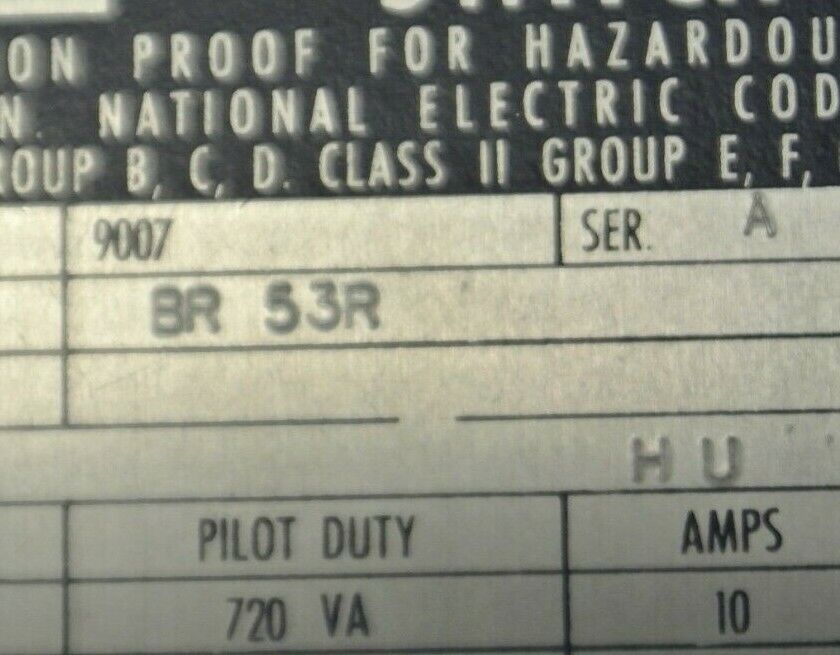 ON PROOF FOR HAZARDOU
N. NATIONAL ELECTRIC COD
ROUP B, C, D. CLASS II GROUP E, F,
9007 SER. A
BR 53R
H U
PILOT DUTY AMPS
720 VA 10